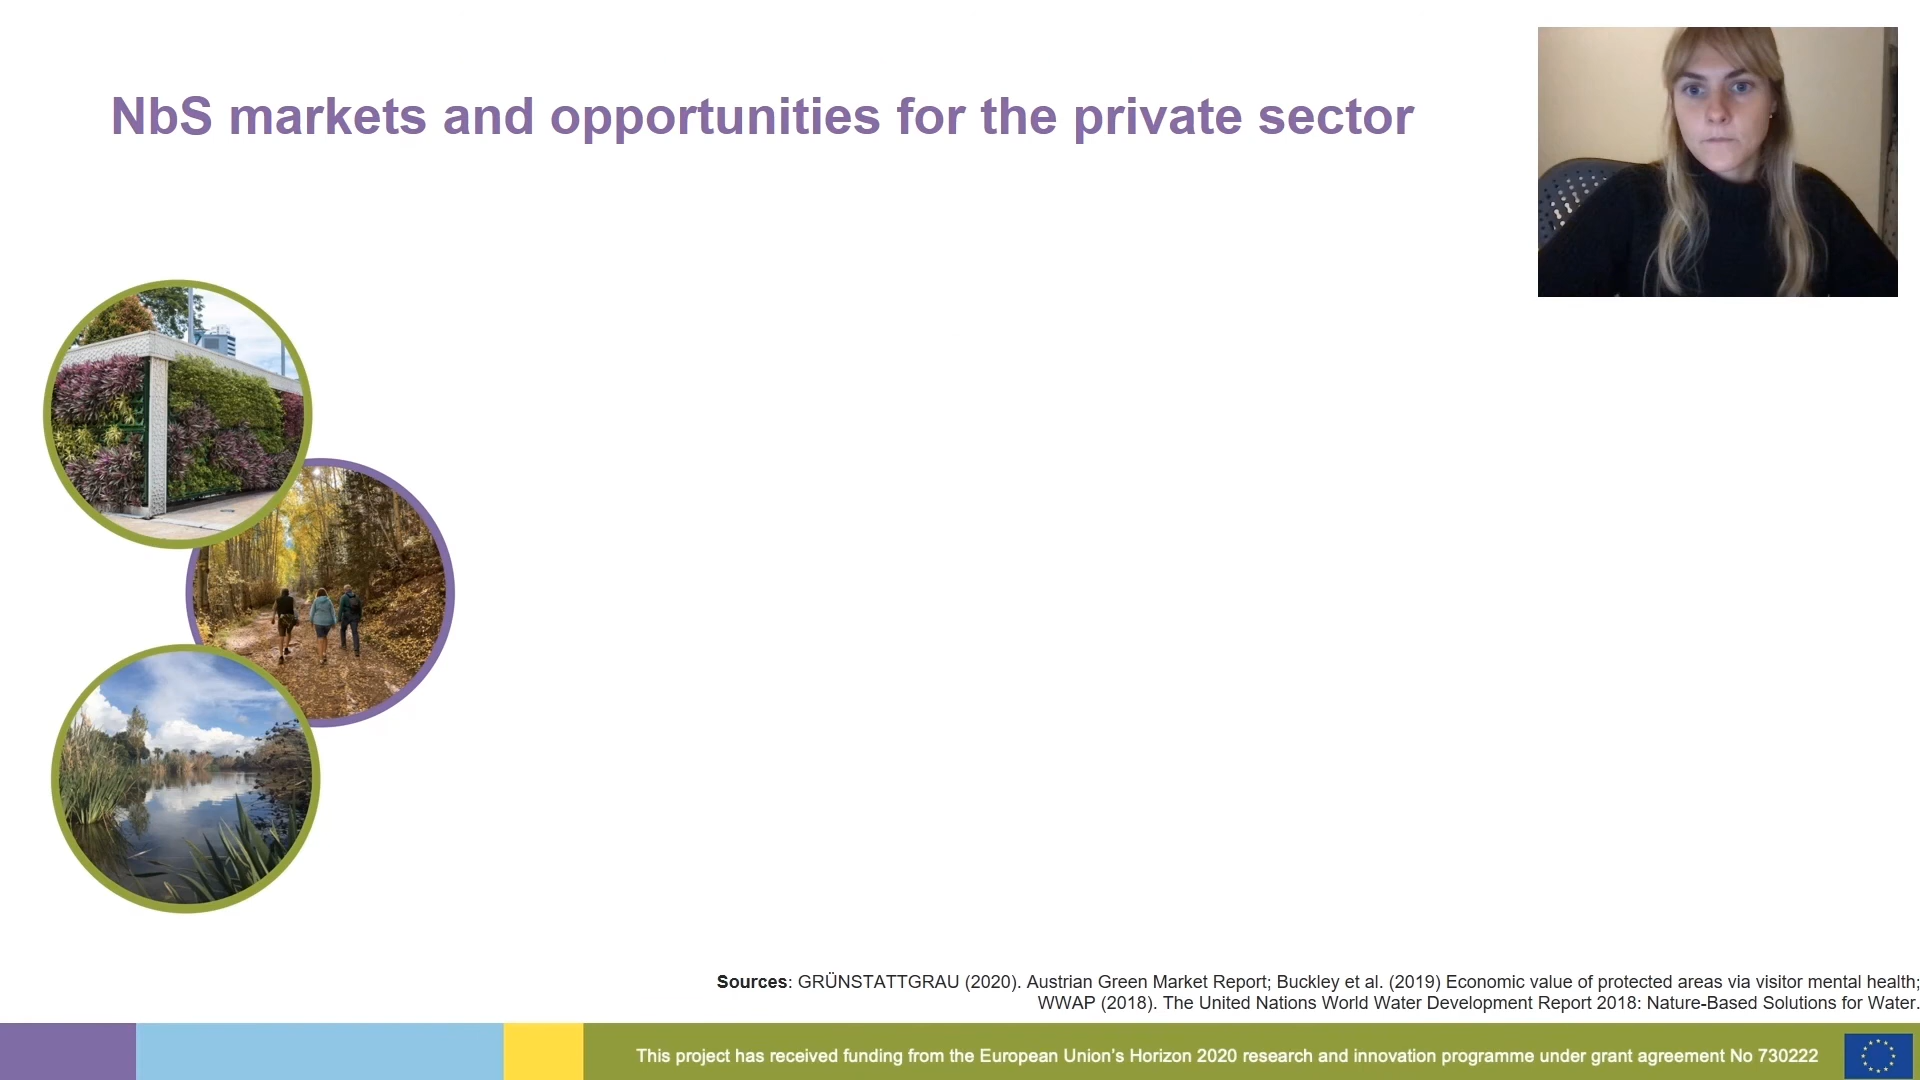 NbS markets and opportunities for the private sector
Sources: GRÜNSTATTGRAU (2020). Austrian Green Market Report; Buckley et al. (2019) Economic value of protected areas via visitor mental health;
WWAP (2018). The United Nations World Water Development Report 2018: Nature-Based Solutions for Water.
This project has received funding from the European Union’s Horizon 2020 research and innovation programme under grant agreement No 730222